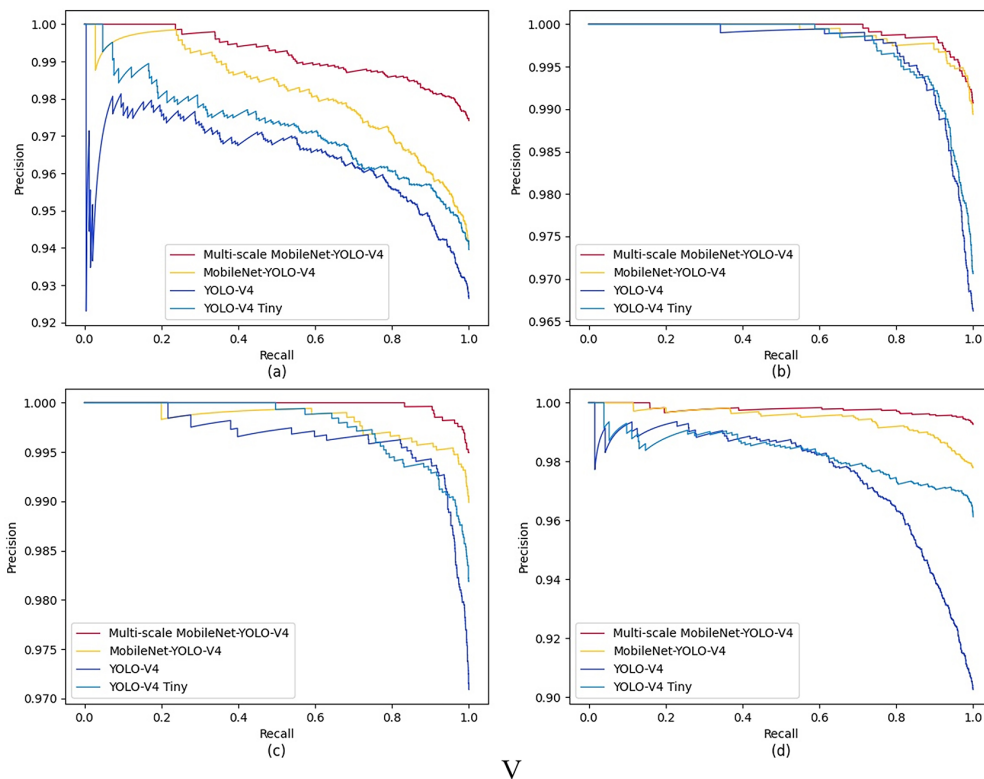 1.00
0.99
0.98
0.97
0.96
0.95
0.94
0.93
0.92
Precision
Multi-scale MobileNet-YOLO-V4
MobileNet-YOLO-V4
YOLO-V4
YOLO-V4 Tiny
0.0 0.2 0.4 0.6 0.8 1.0
Recall
(a)
1.000
0.995
0.990
0.985
0.980
0.975
0.970
0.965
Precision
Multi-scale MobileNet-YOLO-V4
MobileNet-YOLO-V4
YOLO-V4
YOLO-V4 Tiny
0.0 0.2 0.4 0.6 0.8 1.0
Recall
(b)
1.000
0.995
0.990
0.985
0.980
0.975
0.970
Precision
Multi-scale MobileNet-YOLO-V4
MobileNet-YOLO-V4
YOLO-V4
YOLO-V4 Tiny
0.0 0.2 0.4 0.6 0.8 1.0
Recall
(c)
1.00
0.98
0.96
0.94
0.92
0.90
Precision
Multi-scale MobileNet-YOLO-V4
MobileNet-YOLO-V4
YOLO-V4
YOLO-V4 Tiny
0.0 0.2 0.4 0.6 0.8 1.0
Recall
(d)
V